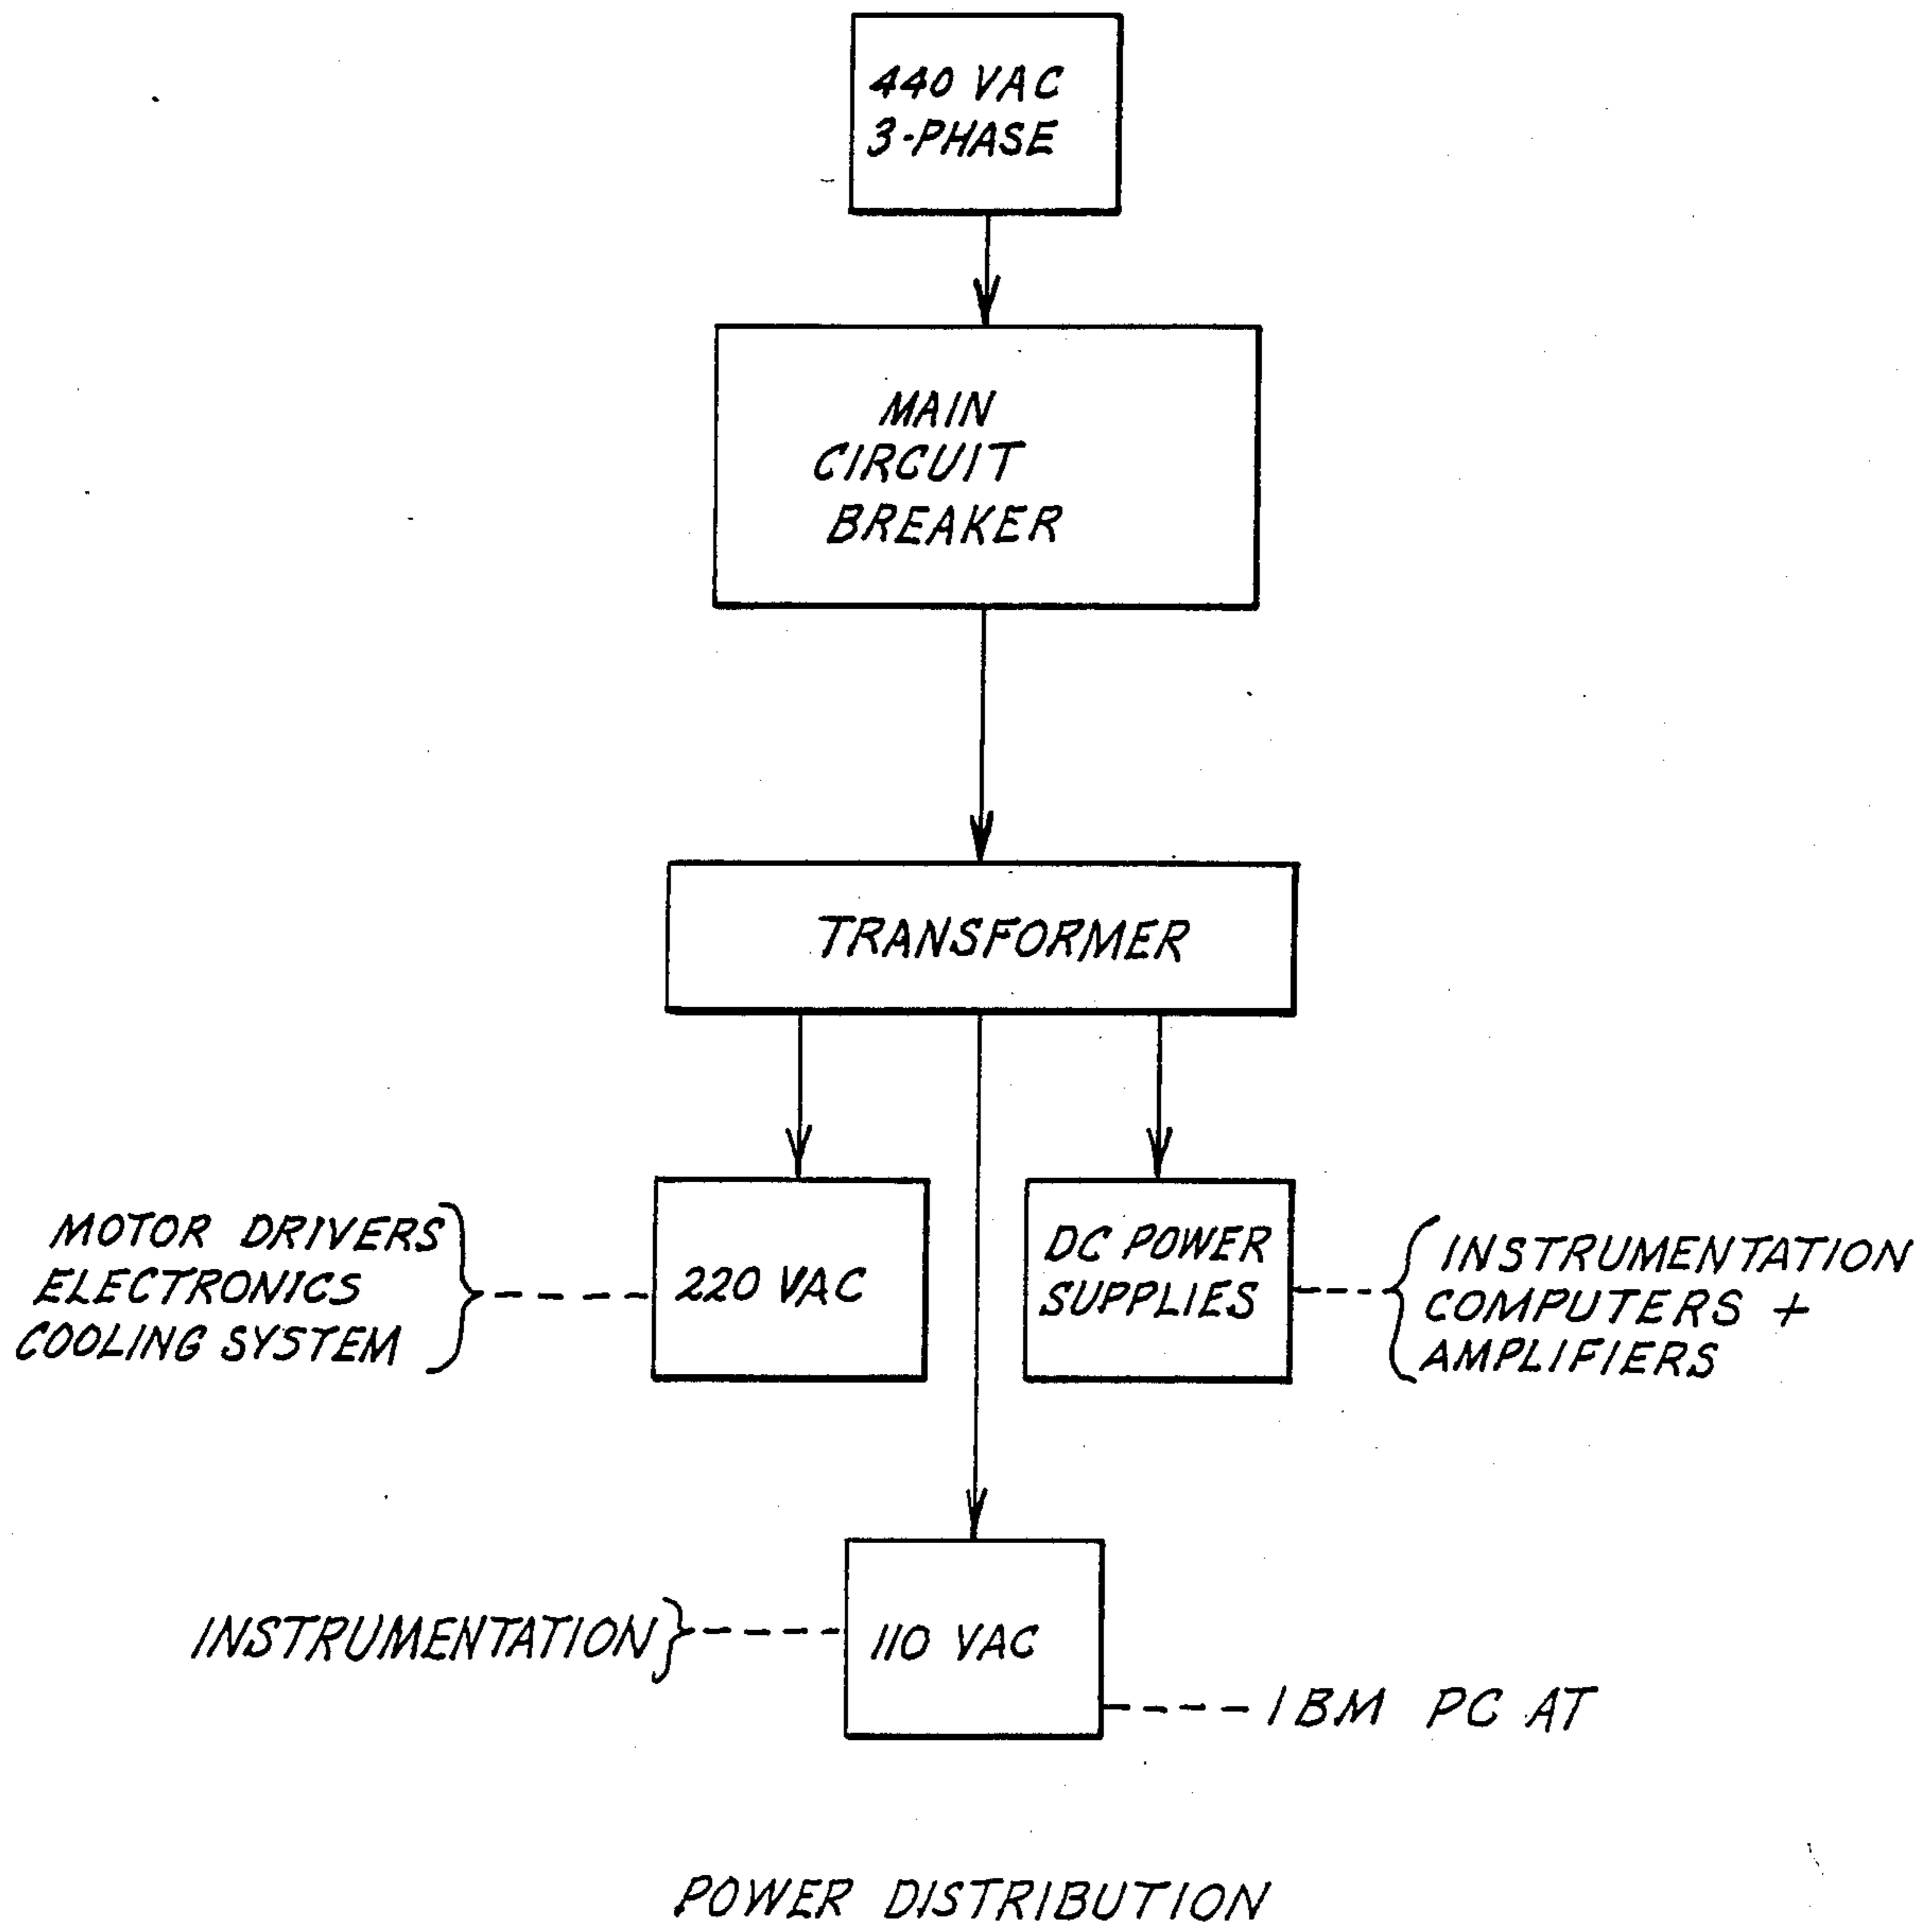 440 VAC
3-PHASE
MAIN
CIRCUIT
BREAKER
TRANSFORMER
MOTOR DRIVERS
ELECTRONICS
COOLING SYSTEM
220 VAC
DC POWER
SUPPLIES
INSTRUMENTATION
COMPUTERS +
AMPLIFIERS
INSTRUMENTATION
110 VAC
IBM PC AT
POWER DISTRIBUTION